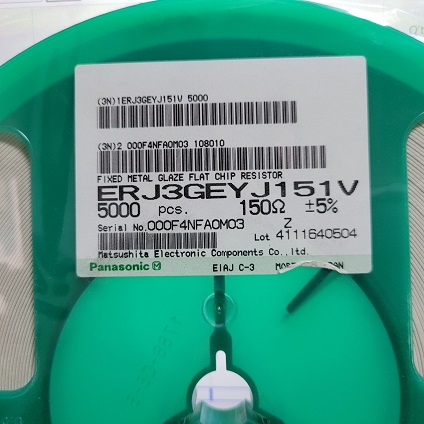 (3N)1ERJ3GEYJ151V 5000
(3N)2 000F4NFA0M03 108010
FIXED METAL GLAZE FLAT CHIP RESISTOR
ERJ3GEYJ151V
5000 pcs. 150Ω ±5%
Serial No.000F4NFA0M03 Z
Lot 4111640504
Matsushita Electronic Components Co.,ltd.
Panasonic EIAJ C-3